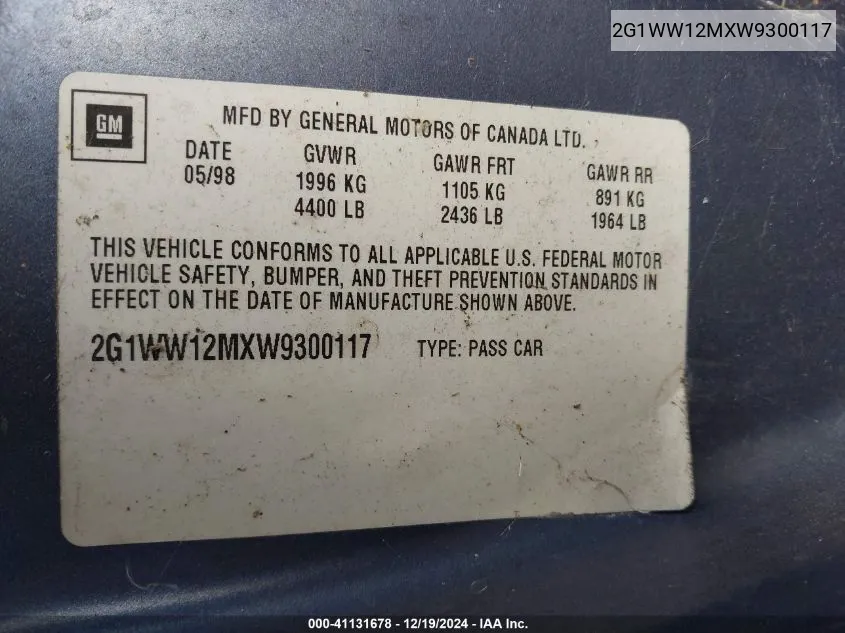 2G1WW12MXW9300117
GM
MFD BY GENERAL MOTORS OF CANADA LTD.
DATE GVWR GAWR FRT GAWR RR
05/98 1996 KG 1105 KG 891 KG
4400 LB 2436 LB 1964 LB
THIS VEHICLE CONFORMS TO ALL APPLICABLE U.S. FEDERAL MOTOR
VEHICLE SAFETY, BUMPER, AND THEFT PREVENTION STANDARDS IN
EFFECT ON THE DATE OF MANUFACTURE SHOWN ABOVE.
2G1WW12MXW9300117 TYPE: PASS CAR
000-41131678 - 12/19/2024 - IAA Inc.